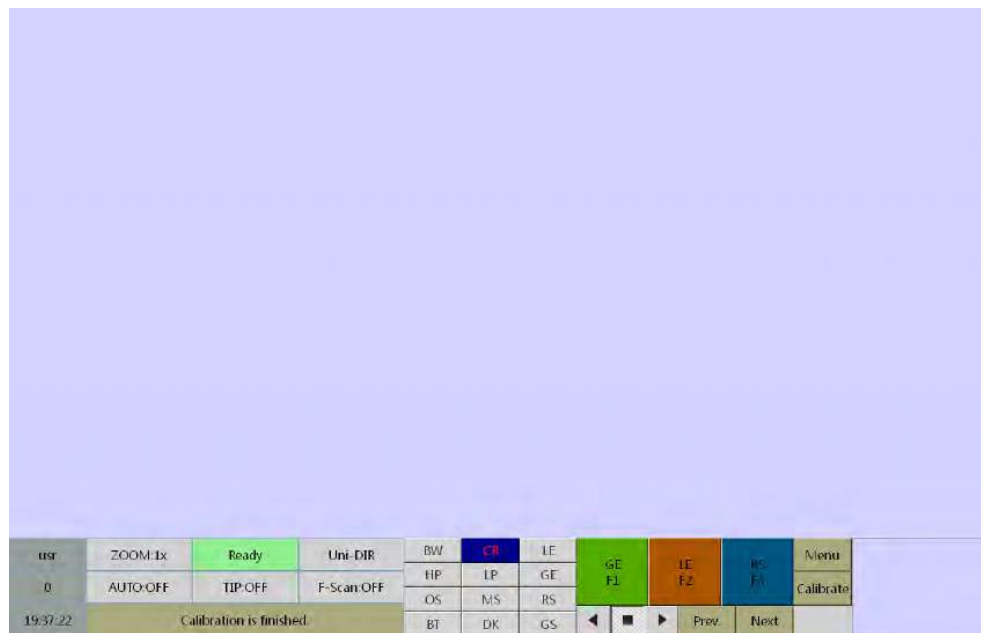 usr ZOOM:1x Ready Uni-DIR BW CR LE GE LE RS Menu
F1 F2
HP LP GE
0 AUTO:OFF TIP:OFF F-Scan:OFF Calibrate
OS MS RS
19:37:22 Calibration is finished. BT DK GS Prev. Next